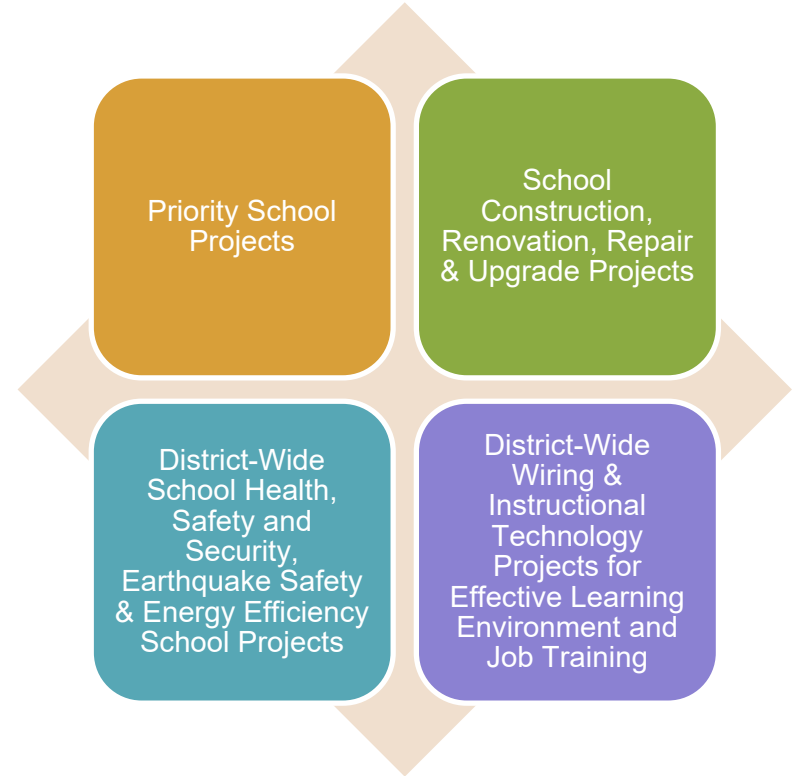 Priority School
Projects
School
Construction,
Renovation, Repair
& Upgrade Projects
District-Wide
School Health,
Safety and
Security,
Earthquake Safety
& Energy Efficiency
School Projects
District-Wide
Wiring &
Instructional
Technology
Projects for
Effective Learning
Environment and
Job Training